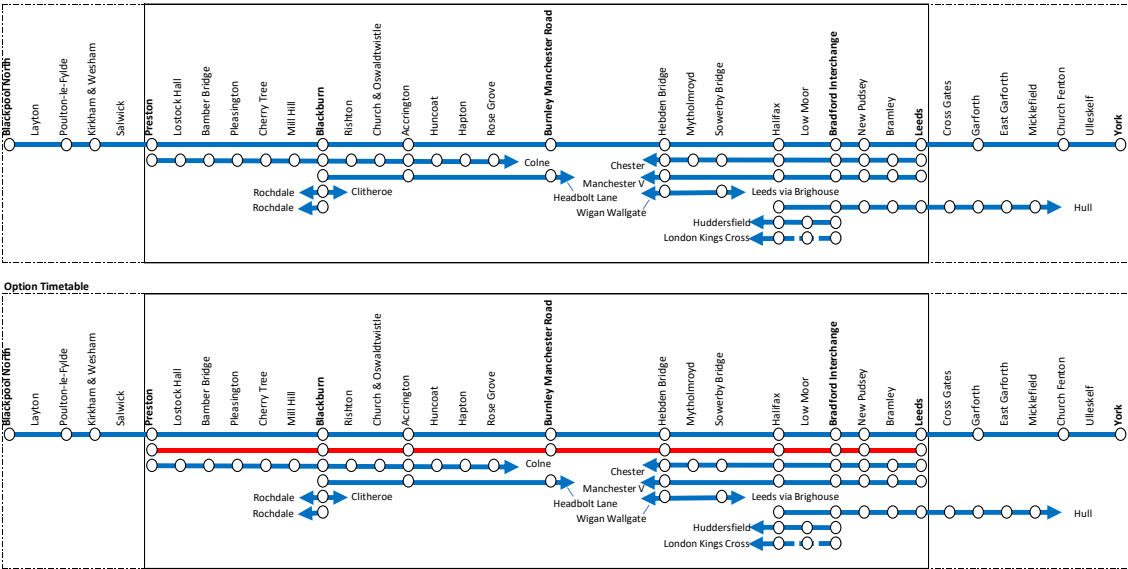 Blackpool North
Layton
Poulton-le-Fylde
Kirkham & Wesham
Salwick
Preston
Lostock Hall
Bamber Bridge
Pleasington
Cherry Tree
Mill Hill
Blackburn
Rishton
Church & Oswaldtwistle
Accrington
Huncoat
Hapton
Rose Grove
Burnley Manchester Road
Hebden Bridge
Mytholmroyd
Sowerby Bridge
Halifax
Low Moor
Bradford Interchange
New Pudsey
Bramley
Leeds
Cross Gates
Garforth
East Garforth
Micklefield
Church Fenton
Ulleskelf
York
Colne
Chester
Manchester V
Headbolt Lane
Rochdale
Clitheroe
Wigan Wallgate
Leeds via Brighouse
Rochdale
Hull
Huddersfield
London Kings Cross
Option Timetable
Blackpool North
Layton
Poulton-le-Fylde
Kirkham & Wesham
Salwick
Preston
Lostock Hall
Bamber Bridge
Pleasington
Cherry Tree
Mill Hill
Blackburn
Rishton
Church & Oswaldtwistle
Accrington
Huncoat
Hapton
Rose Grove
Burnley Manchester Road
Hebden Bridge
Mytholmroyd
Sowerby Bridge
Halifax
Low Moor
Bradford Interchange
New Pudsey
Bramley
Leeds
Cross Gates
Garforth
East Garforth
Micklefield
Church Fenton
Ulleskelf
York
Colne
Chester
Manchester V
Headbolt Lane
Rochdale
Clitheroe
Wigan Wallgate
Leeds via Brighouse
Rochdale
Hull
Huddersfield
London Kings Cross